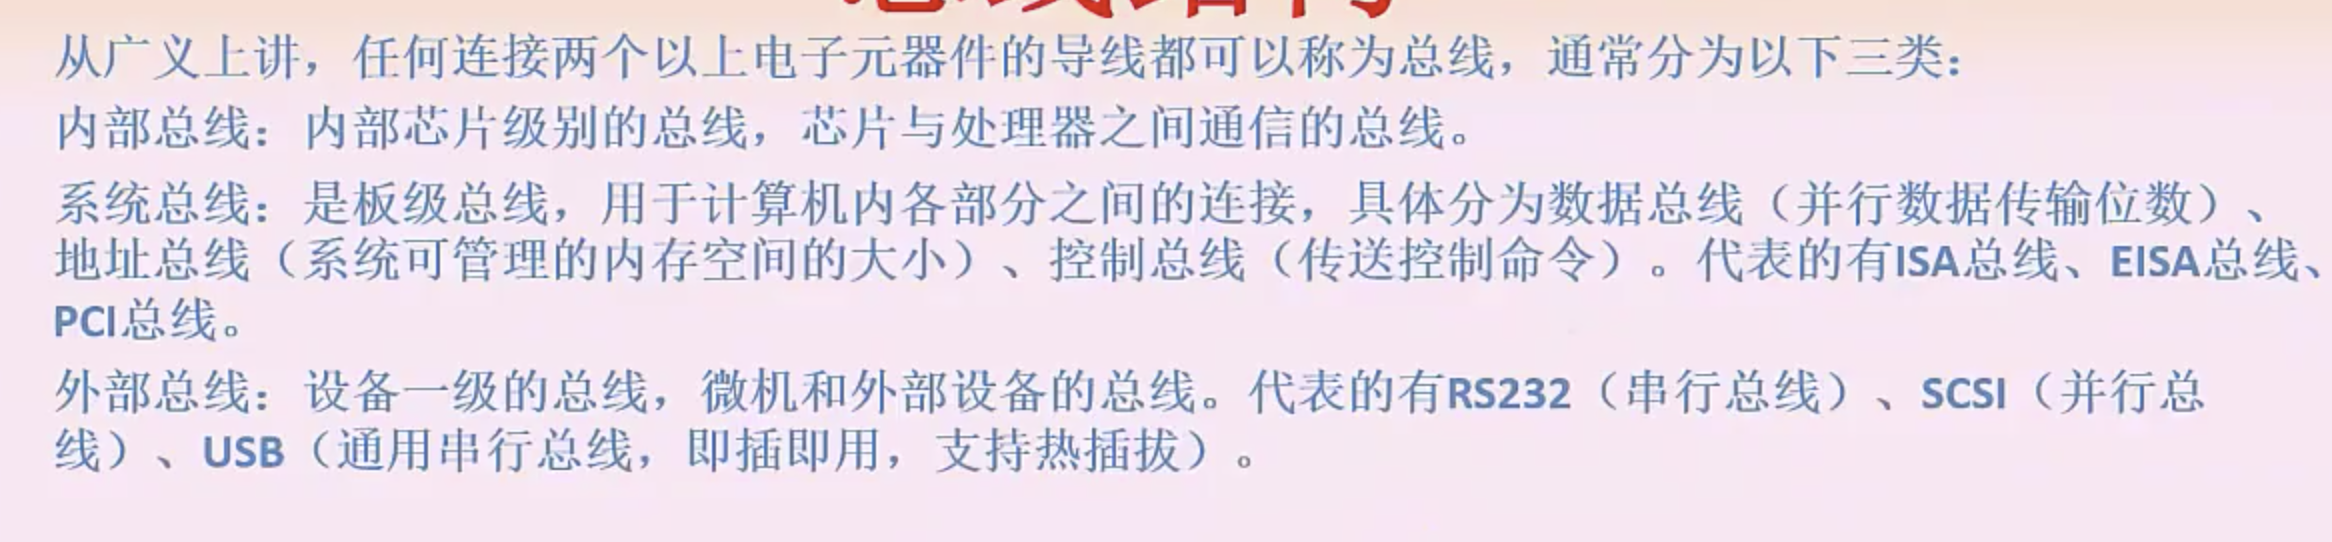 从广义上讲，任何连接两个以上电子元器件的导线都可以称为总线，通常分为以下三类：
内部总线：内部芯片级别的总线，芯片与处理器之间通信的总线。
系统总线：是板级总线，用于计算机内各部分之间的连接，具体分为数据总线（并行数据传输位数）、
地址总线（系统可管理的内存空间的大小）、控制总线（传送控制命令）。代表的有ISA总线、EISA总线、
PCI总线。
外部总线：设备一级的总线，微机和外部设备的总线。代表的有RS232（串行总线）、SCSI（并行总
线）、USB（通用串行总线，即插即用，支持热插拔）。